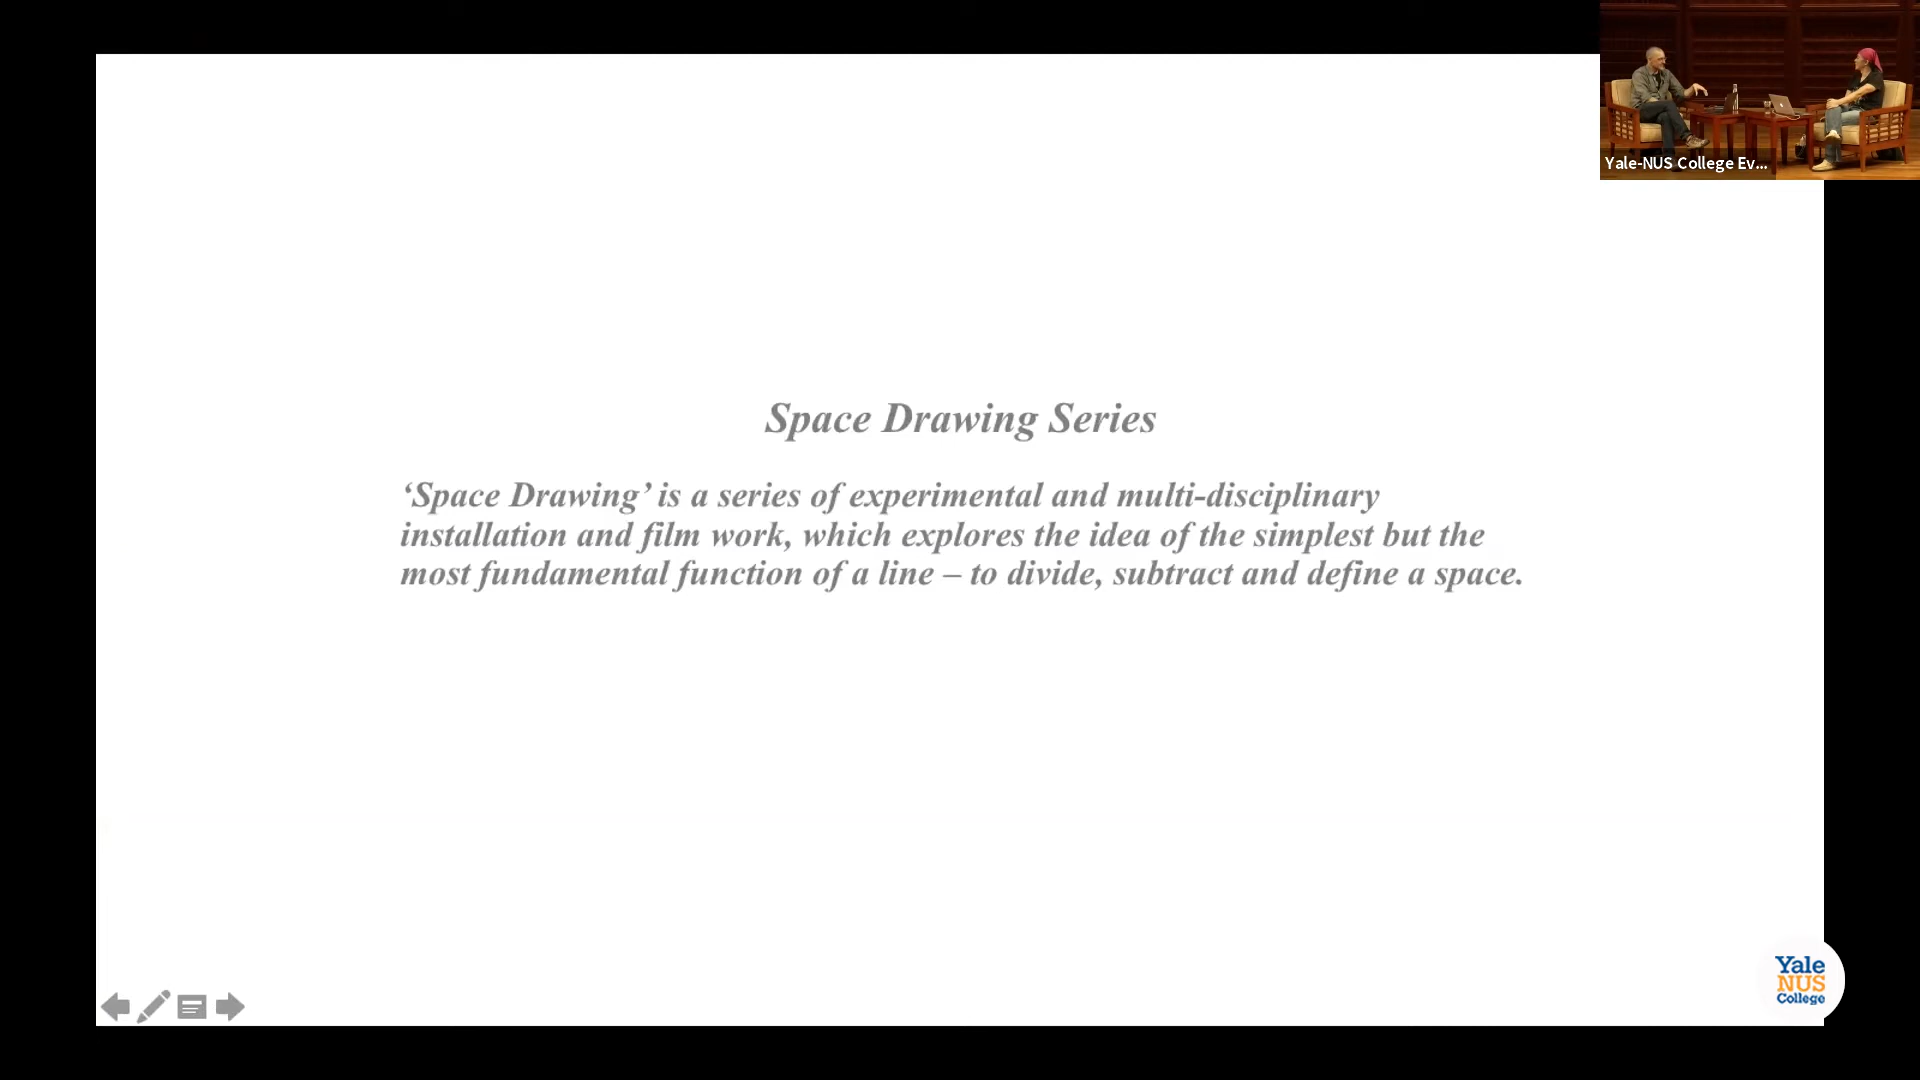 Yale-NUS College Ev...
Space Drawing Series
‘Space Drawing’ is a series of experimental and multi-disciplinary
installation and film work, which explores the idea of the simplest but the
most fundamental function of a line – to divide, subtract and define a space.
Yale
NUS
College